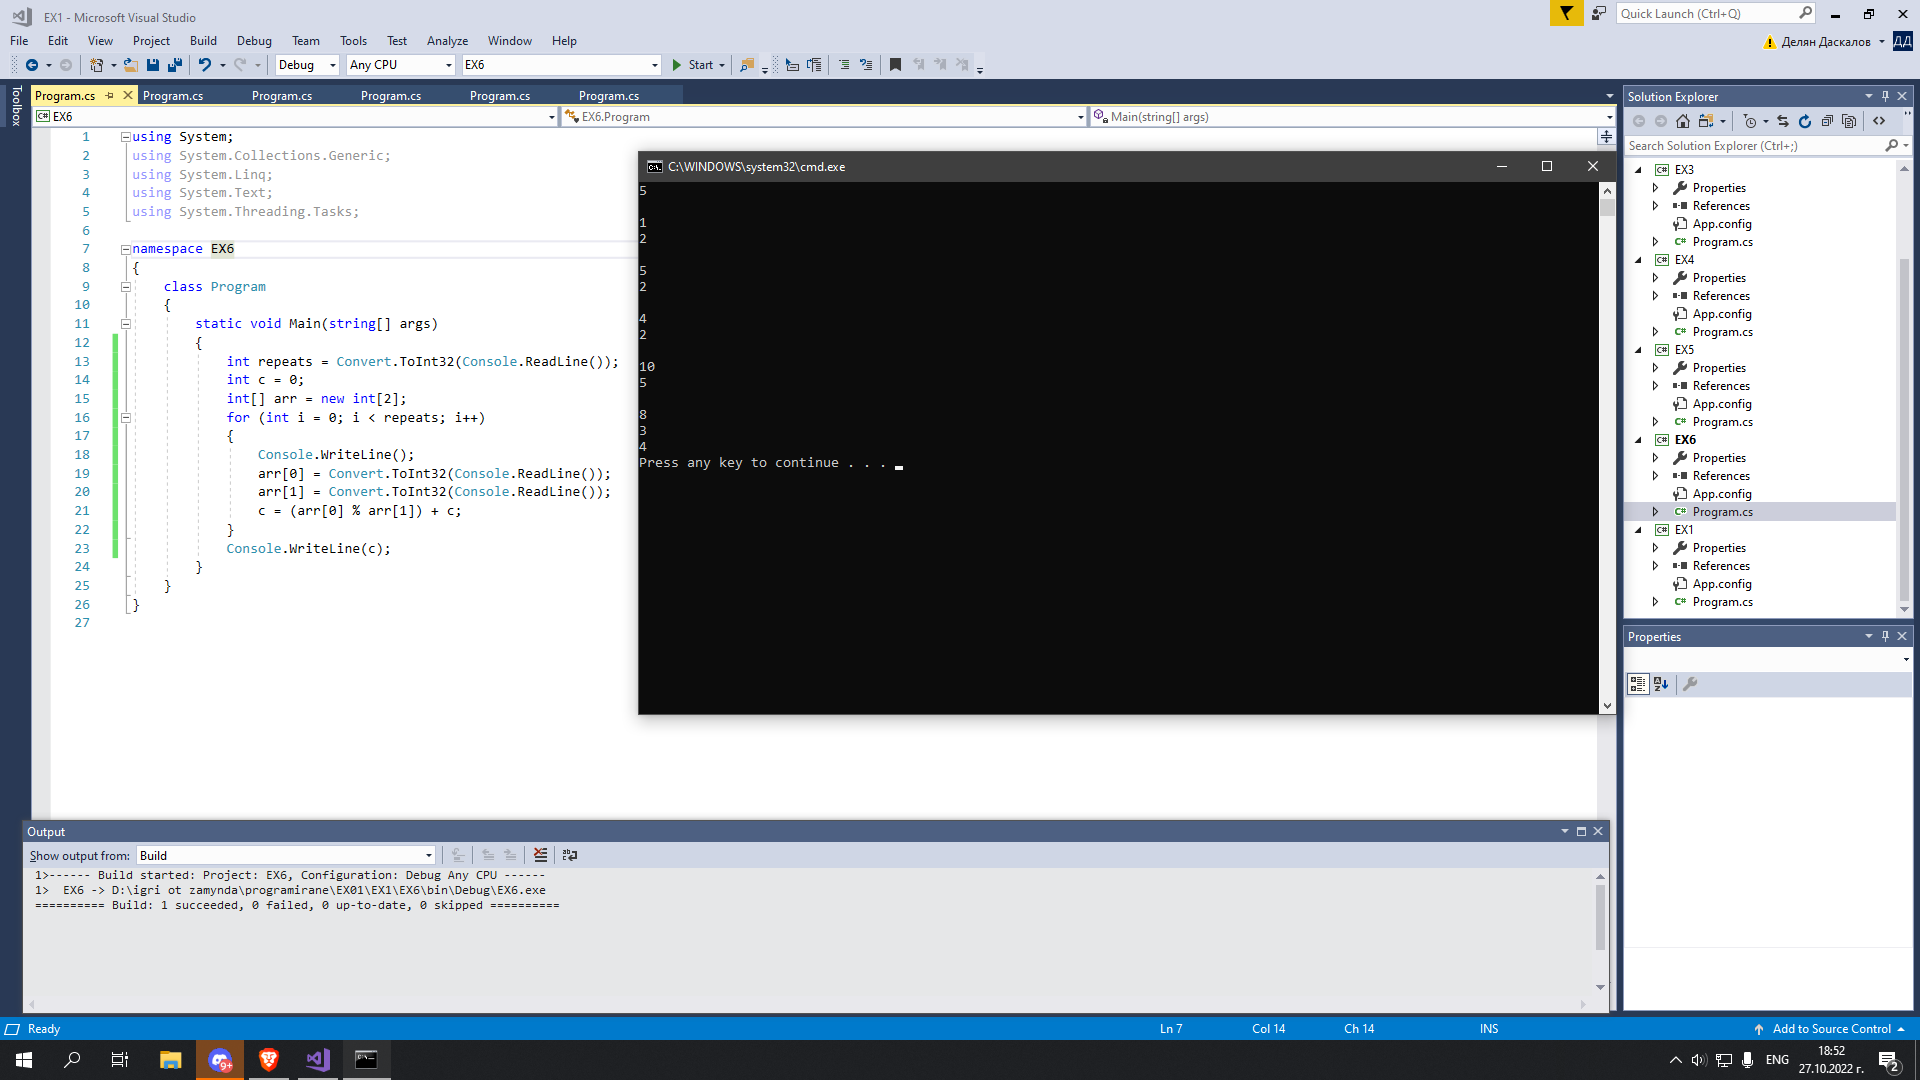 EX1 - Microsoft Visual Studio
Quick Launch (Ctrl+Q)
File Edit View Project Build Debug Team Tools Test Analyze Window Help
Делян Даскалов ДД
Debug Any CPU EX6 Start
Toolbox
Program.cs Program.cs Program.cs Program.cs Program.cs Program.cs
EX6 EX6.Program Main(string[] args)
1 using System;
2 using System.Collections.Generic;
3 using System.Linq;
4 using System.Text;
5 using System.Threading.Tasks;
6
7 namespace EX6
8 {
9 class Program
10 {
11 static void Main(string[] args)
12 {
13 int repeats = Convert.ToInt32(Console.ReadLine());
14 int c = 0;
15 int[] arr = new int[2];
16 for (int i = 0; i < repeats; i++)
17 {
18 Console.WriteLine();
19 arr[0] = Convert.ToInt32(Console.ReadLine());
20 arr[1] = Convert.ToInt32(Console.ReadLine());
21 c = (arr[0] % arr[1]) + c;
22 }
23 Console.WriteLine(c);
24 }
25 }
26 }
27
C:\WINDOWS\system32\cmd.exe
5
1
2
5
2
4
2
10
5
8
3
4
Press any key to continue . . .
Solution Explorer
Search Solution Explorer (Ctrl+;)
C# EX3
Properties
References
App.config
C# Program.cs
C# EX4
Properties
References
App.config
C# Program.cs
C# EX5
Properties
References
App.config
C# Program.cs
C# EX6
Properties
References
App.config
C# Program.cs
C# EX1
Properties
References
App.config
C# Program.cs
Properties
Output
Show output from: Build
1>------ Build started: Project: EX6, Configuration: Debug Any CPU ------
1> EX6 -> D:\igri ot zamynda\programirane\EX01\EX1\EX6\bin\Debug\EX6.exe
========== Build: 1 succeeded, 0 failed, 0 up-to-date, 0 skipped ==========
Ready Ln 7 Col 14 Ch 14 INS Add to Source Control
9+
ENG
18:52
27.10.2022 г.
2